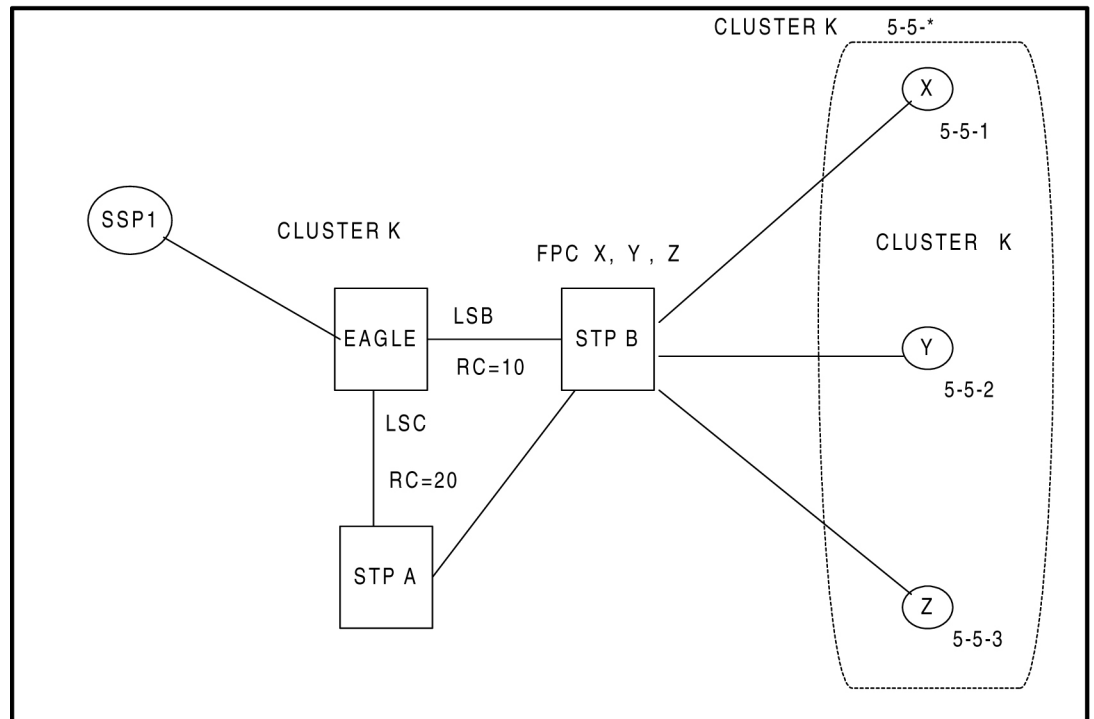 CLUSTER K 5-5-*
X
5-5-1
SSP1
CLUSTER K
CLUSTER K
FPC X, Y , Z
LSB
EAGLE
STP B
RC=10
Y
5-5-2
LSC
RC=20
STP A
Z
5-5-3